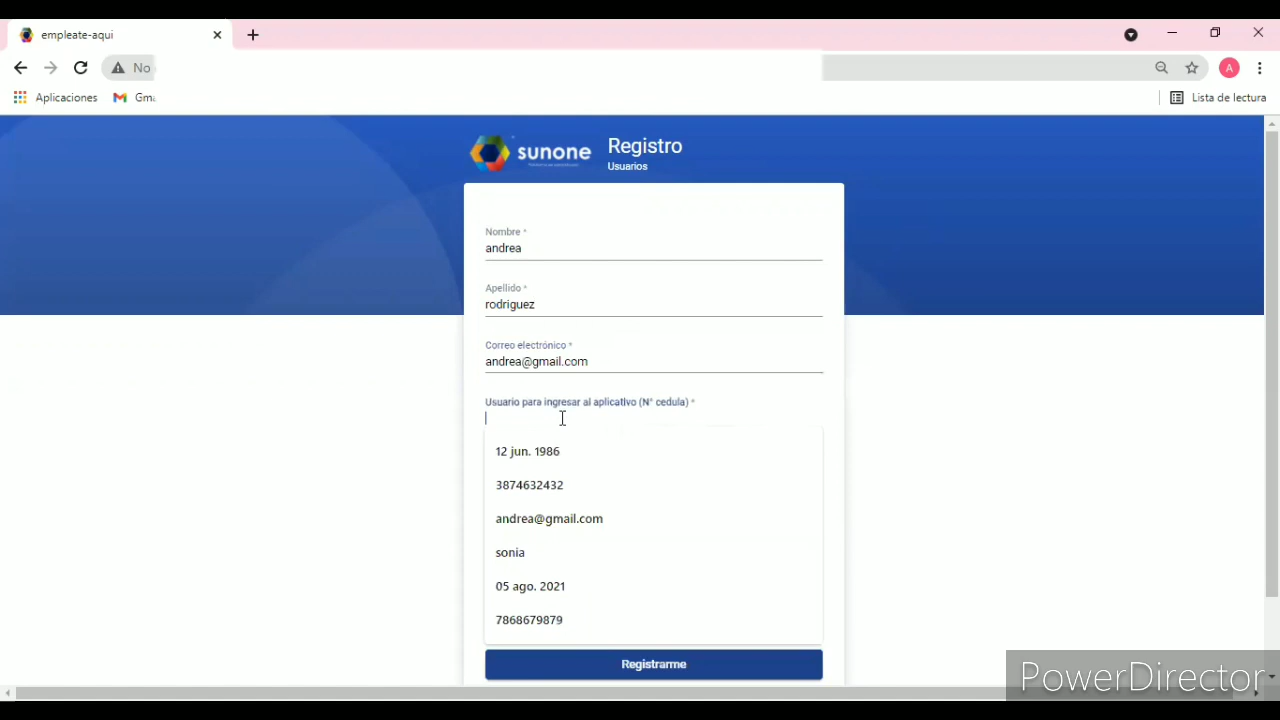 empleate-aqui
No
A
Aplicaciones
Gma
Lista de lectura
sunone
Registro
Usuarios
Nombre *
andrea
Apellido *
rodriguez
Correo electrónico *
andrea@gmail.com
Usuario para ingresar al aplicativo (N° cedula) *
12 jun. 1986
3874632432
andrea@gmail.com
sonia
05 ago. 2021
7868679879
Registrarme
PowerDirector